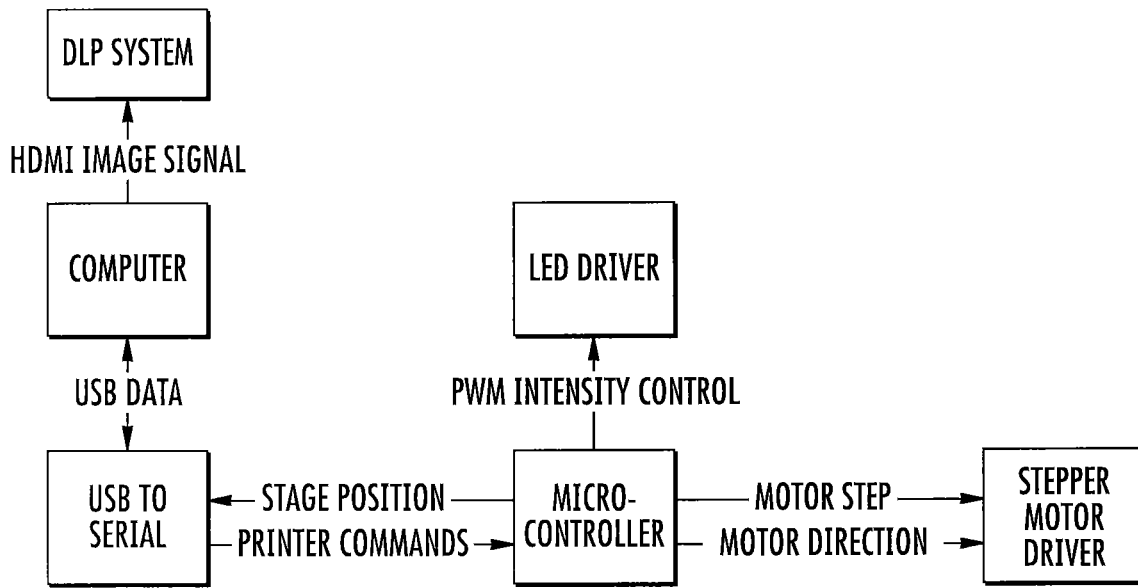 DLP SYSTEM
HDMI IMAGE SIGNAL
COMPUTER
LED DRIVER
USB DATA
PWM INTENSITY CONTROL
USB TO
SERIAL
STAGE POSITION
PRINTER COMMANDS
MICRO-
CONTROLLER
MOTOR STEP
MOTOR DIRECTION
STEPPER
MOTOR
DRIVER